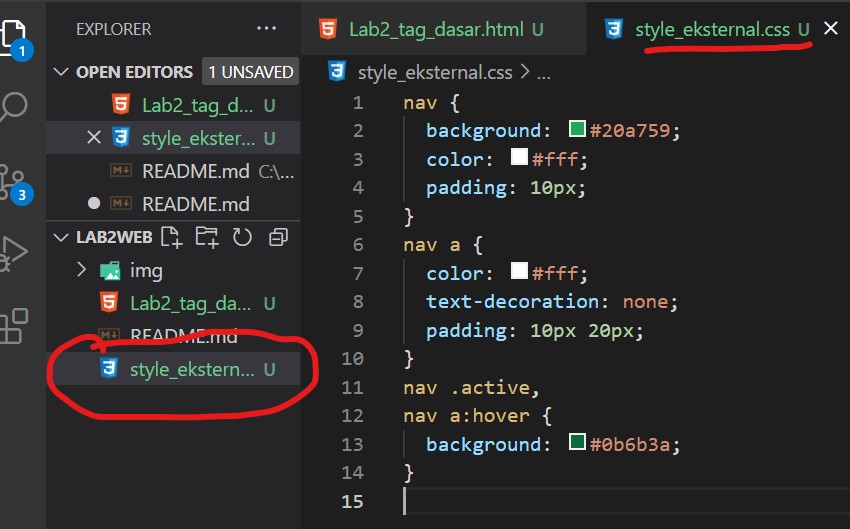 EXPLORER ...
OPEN EDITORS 1 UNSAVED
Lab2_tag_d... U
style_ekster... U
README.md C:\...
README.md
LAB2WEB
img
Lab2_tag_da... U
README.md
style_ekstern... U
1
3
Lab2_tag_dasar.html U
style_eksternal.css U
style_eksternal.css > ...
1 nav {
2 background: #20a759;
3 color: #fff;
4 padding: 10px;
5 }
6 nav a {
7 color: #fff;
8 text-decoration: none;
9 padding: 10px 20px;
10 }
11 nav .active,
12 nav a:hover {
13 background: #0b6b3a;
14 }
15